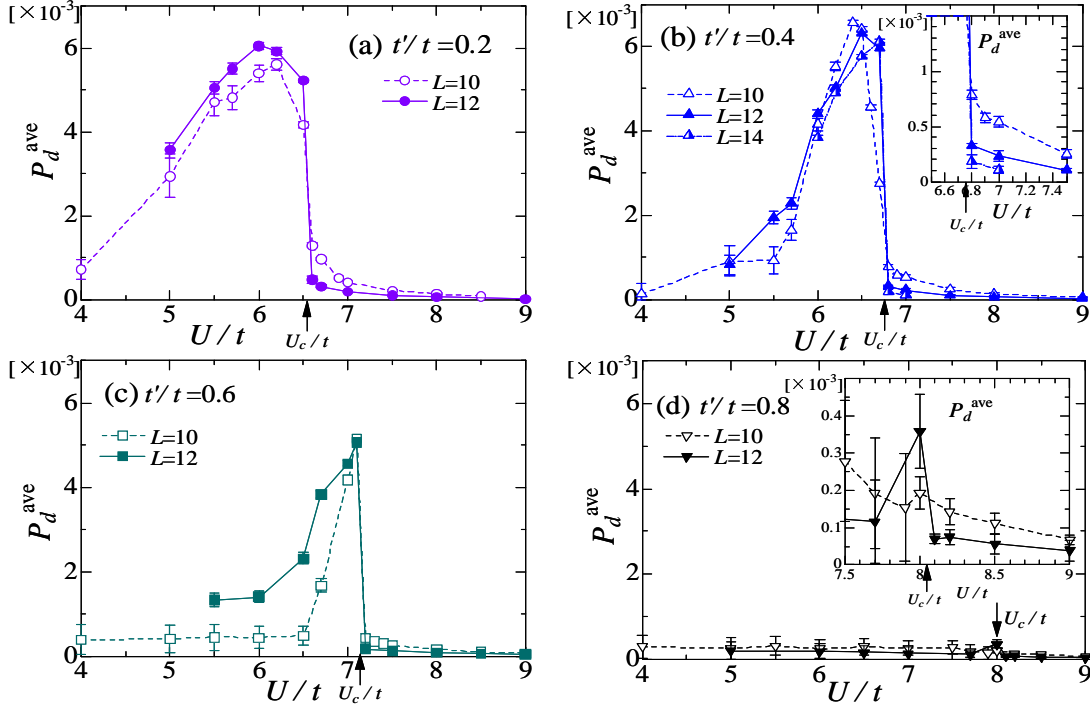 [×10⁻³]
(a) t′/t=0.2
L=10
L=12
P_d^ave
6
4
2
0
4 5 6 7 8 9
U/t
U_c/t
[×10⁻³]
(b) t′/t=0.4
L=10
L=12
L=14
P_d^ave
6
4
2
0
4 5 6 7 8 9
U/t
U_c/t
[×10⁻³]
P_d^ave
1
0.5
0
6.6 6.8 7 7.2 7.4
U/t
U_c/t
[×10⁻³]
(c) t′/t=0.6
L=10
L=12
P_d^ave
6
4
2
0
4 5 6 7 8 9
U/t
U_c/t
[×10⁻³]
(d) t′/t=0.8
L=10
L=12
P_d^ave
6
4
2
0
4 5 6 7 8 9
U/t
U_c/t
[×10⁻³]
P_d^ave
0.4
0.3
0.2
0.1
0
7.5 8 8.5 9
U_c/t
U/t